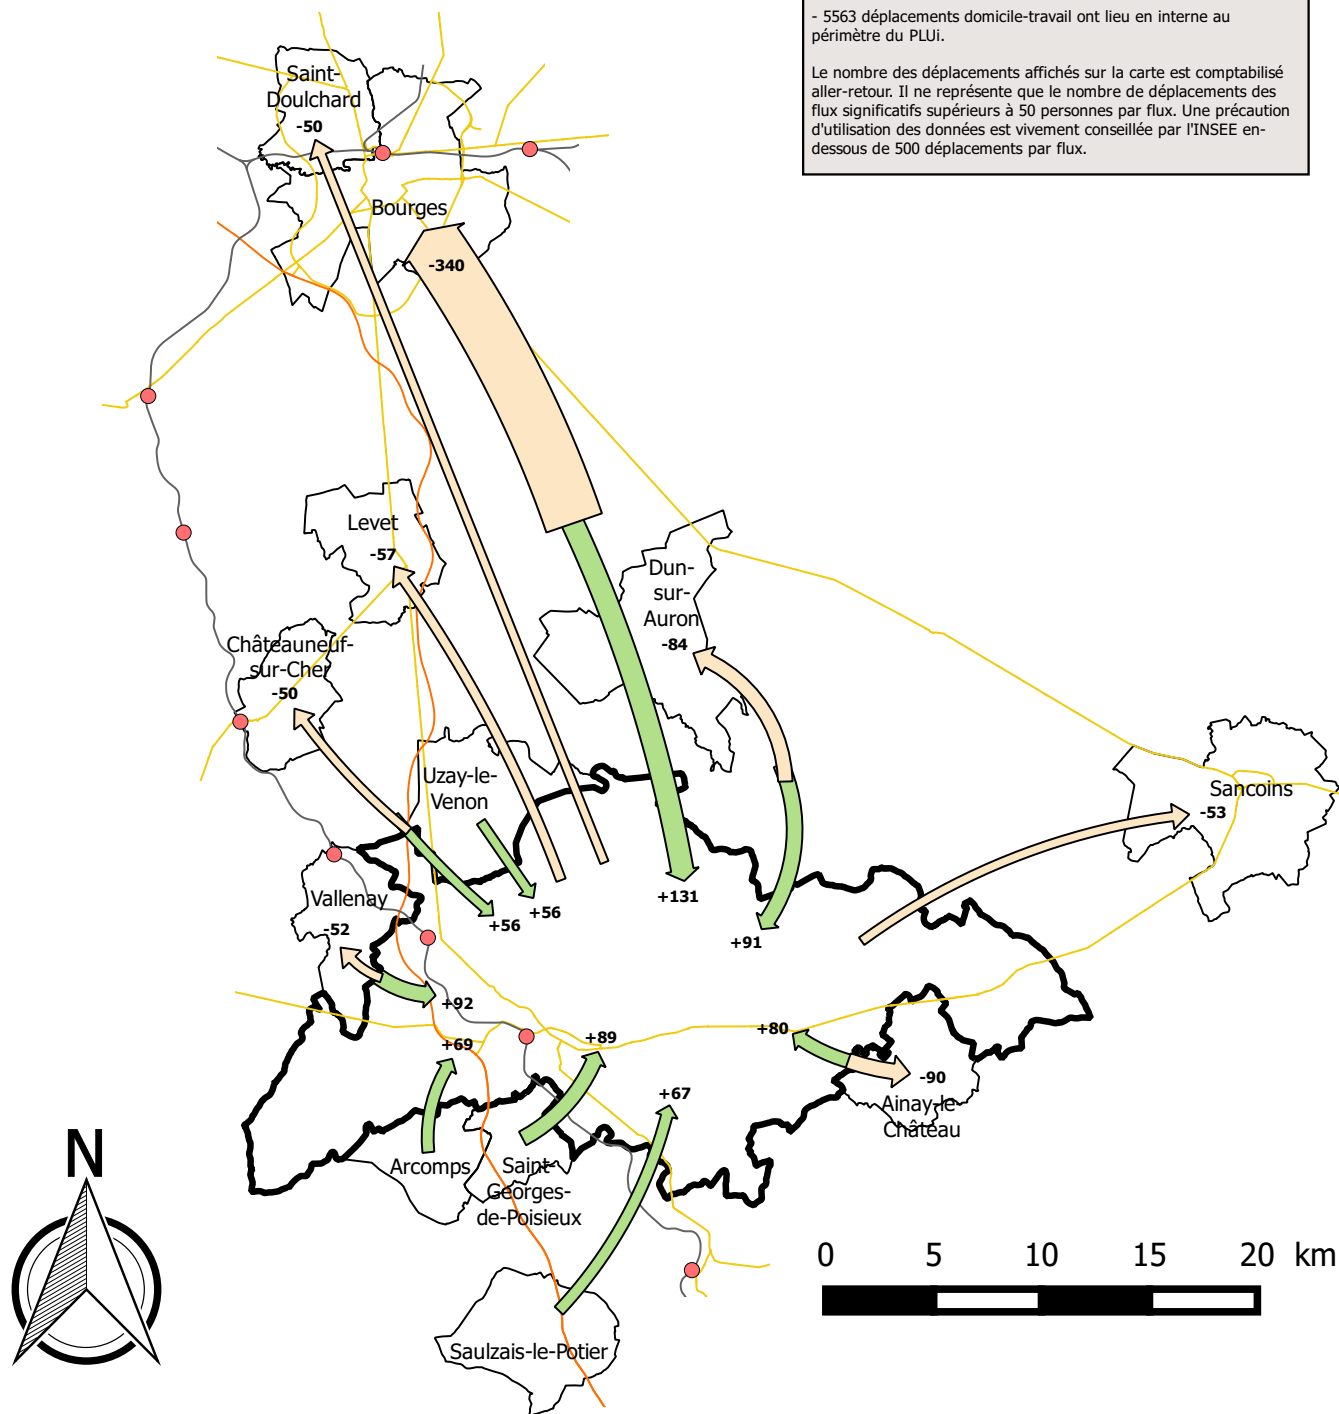 - 5563 déplacements domicile-travail ont lieu en interne au
périmètre du PLUi.
Le nombre des déplacements affichés sur la carte est comptabilisé
aller-retour. Il ne représente que le nombre de déplacements des
flux significatifs supérieurs à 50 personnes par flux. Une précaution
d'utilisation des données est vivement conseillée par l'INSEE en-
dessous de 500 déplacements par flux.
Saint-
Doulchard
-50
Bourges
-340
Levet
-57
Dun-
sur-
Auron
-84
Châteauneuf-
sur-Cher
-50
Uzay-le-
Venon
Sancoins
-53
Vallenay
-52
+56
+56
+131
+91
+92
+69
+89
+80
+67
-90
Ainay-le-
Château
Arcomps
Saint-
Georges-
de-Poisieux
Saulzais-le-Potier
N
0 5 10 15 20 km